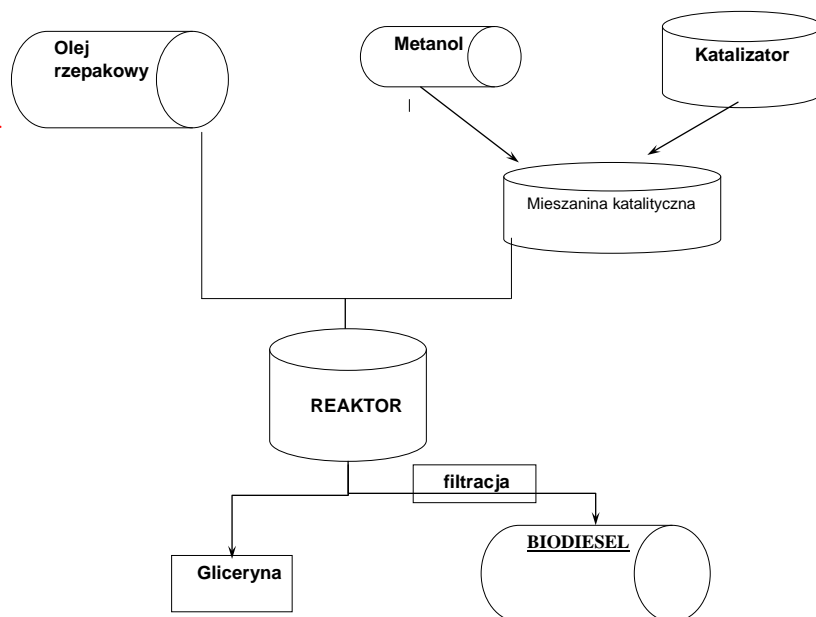 Olej
rzepakowy
Metanol
Katalizator
Mieszanina katalityczna
REAKTOR
filtracja
BIODIESEL
Gliceryna